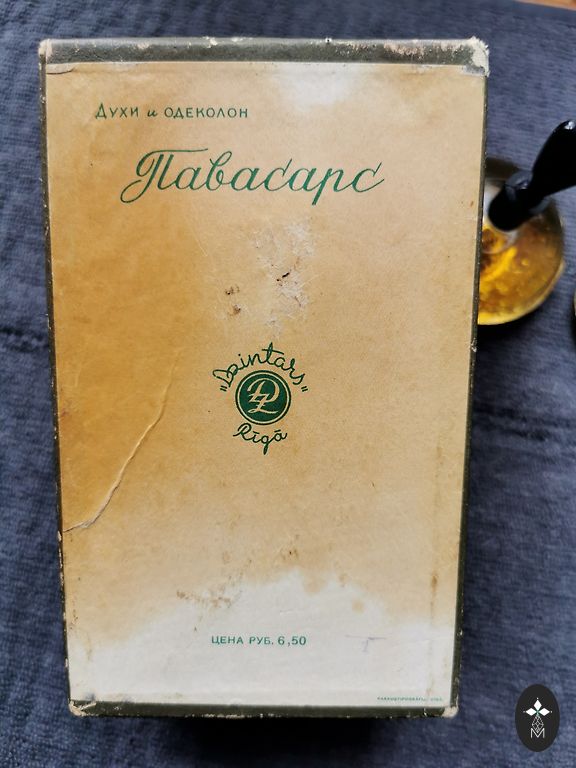 Духи и одеколон
Павасарс
"Dzintars"
DZ
Rīgā
ЦЕНА РУБ. 6,50